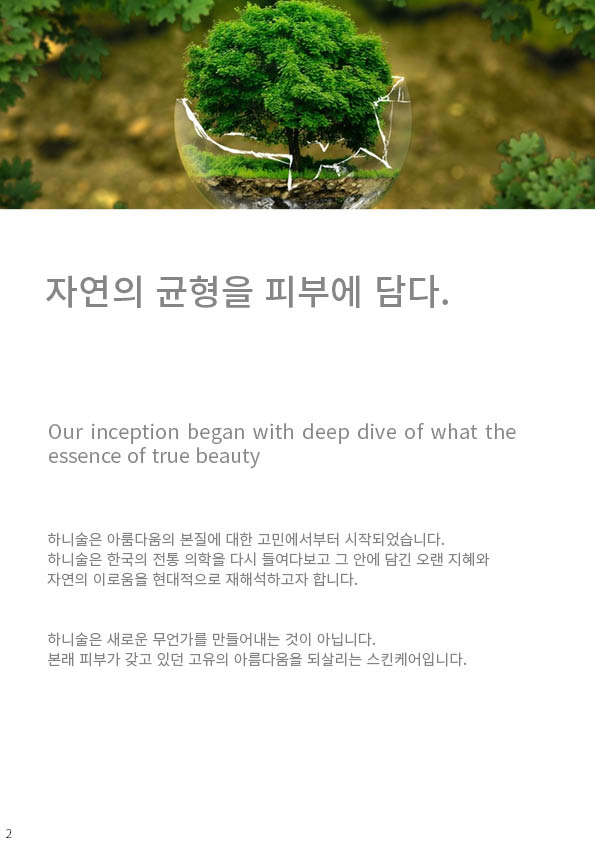 자연의 균형을 피부에 담다.
Our inception began with deep dive of what the
essence of true beauty
하니술은 아룸다움의 본질에 대한 고민에서부터 시작되었습니다.
하니술은 한국의 전통 의학을 다시 들여다보고 그 안에 담긴 오랜 지혜와
자연의 이로움을 현대적으로 재해석하고자 합니다.
하니술은 새로운 무언가를 만들어내는 것이 아닙니다.
본래 피부가 갖고 있던 고유의 아름다움을 되살리는 스킨케어입니다.
2